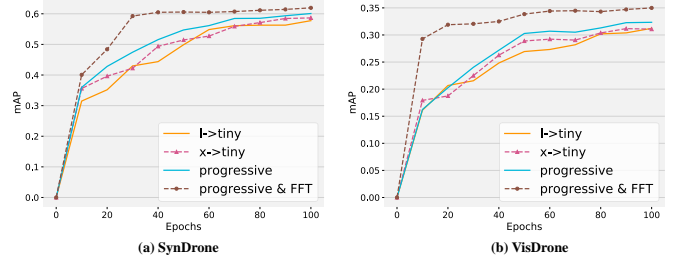 0.6
0.5
0.4
0.3
0.2
0.1
0.0
mAP
0 20 40 60 80 100
Epochs
l->tiny
x->tiny
progressive
progressive & FFT
(a) SynDrone
0.35
0.30
0.25
0.20
0.15
0.10
0.05
0.00
mAP
0 20 40 60 80 100
Epochs
l->tiny
x->tiny
progressive
progressive & FFT
(b) VisDrone